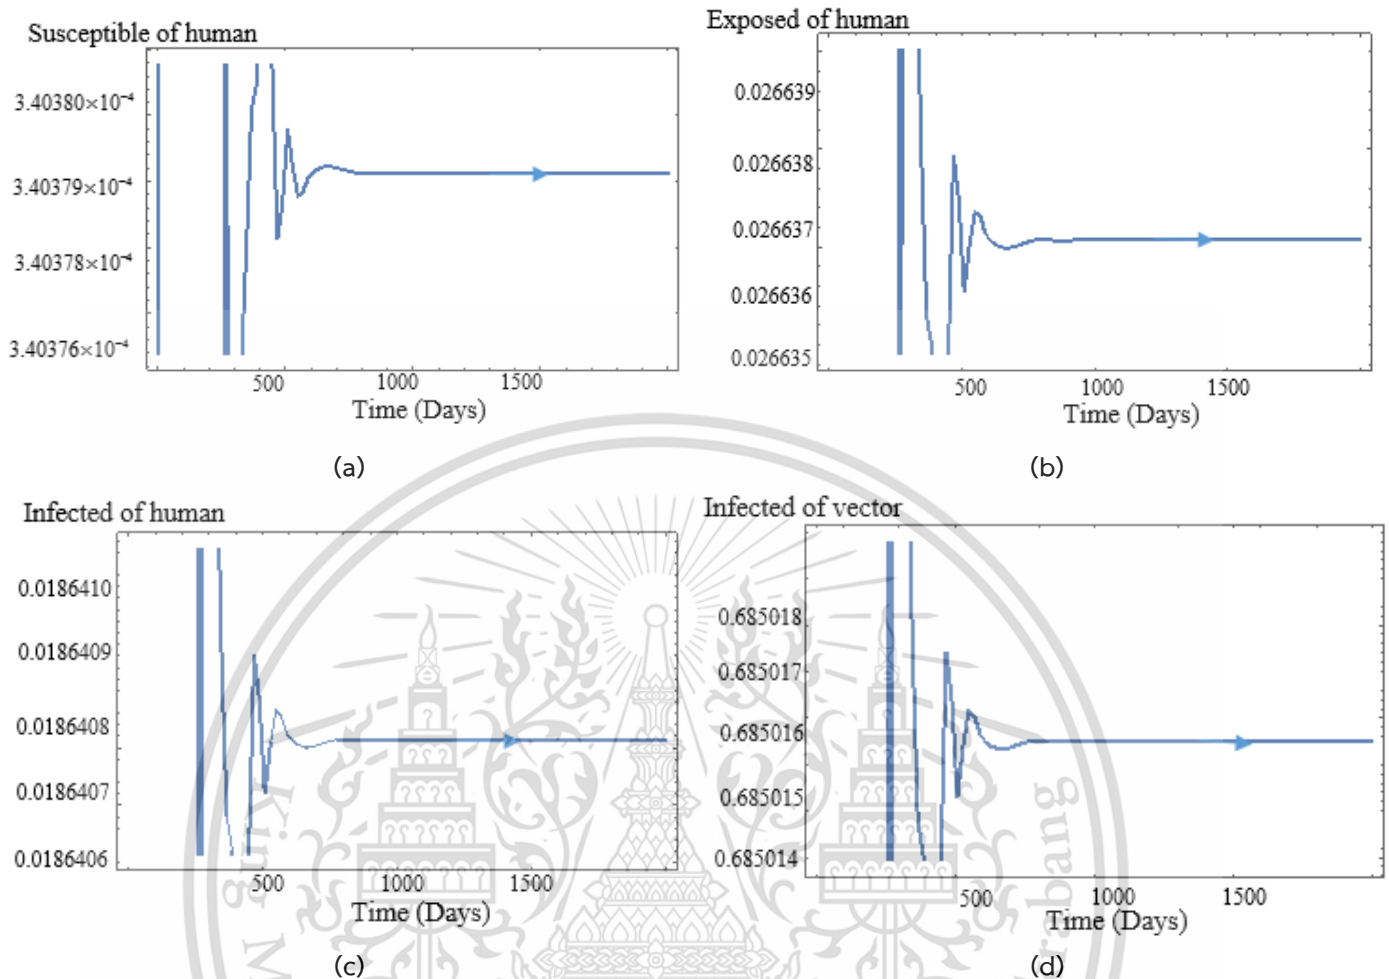 Susceptible of human
3.40380×10⁻⁴
3.40379×10⁻⁴
3.40378×10⁻⁴
3.40376×10⁻⁴
500 1000 1500
Time (Days)
(a)
Exposed of human
0.026639
0.026638
0.026637
0.026636
0.026635
500 1000 1500
Time (Days)
(b)
Infected of human
0.0186410
0.0186409
0.0186408
0.0186407
0.0186406
500 1000 1500
Time (Days)
(c)
Infected of vector
0.685018
0.685017
0.685016
0.685015
0.685014
500 1000 1500
Time (Days)
(d)
King